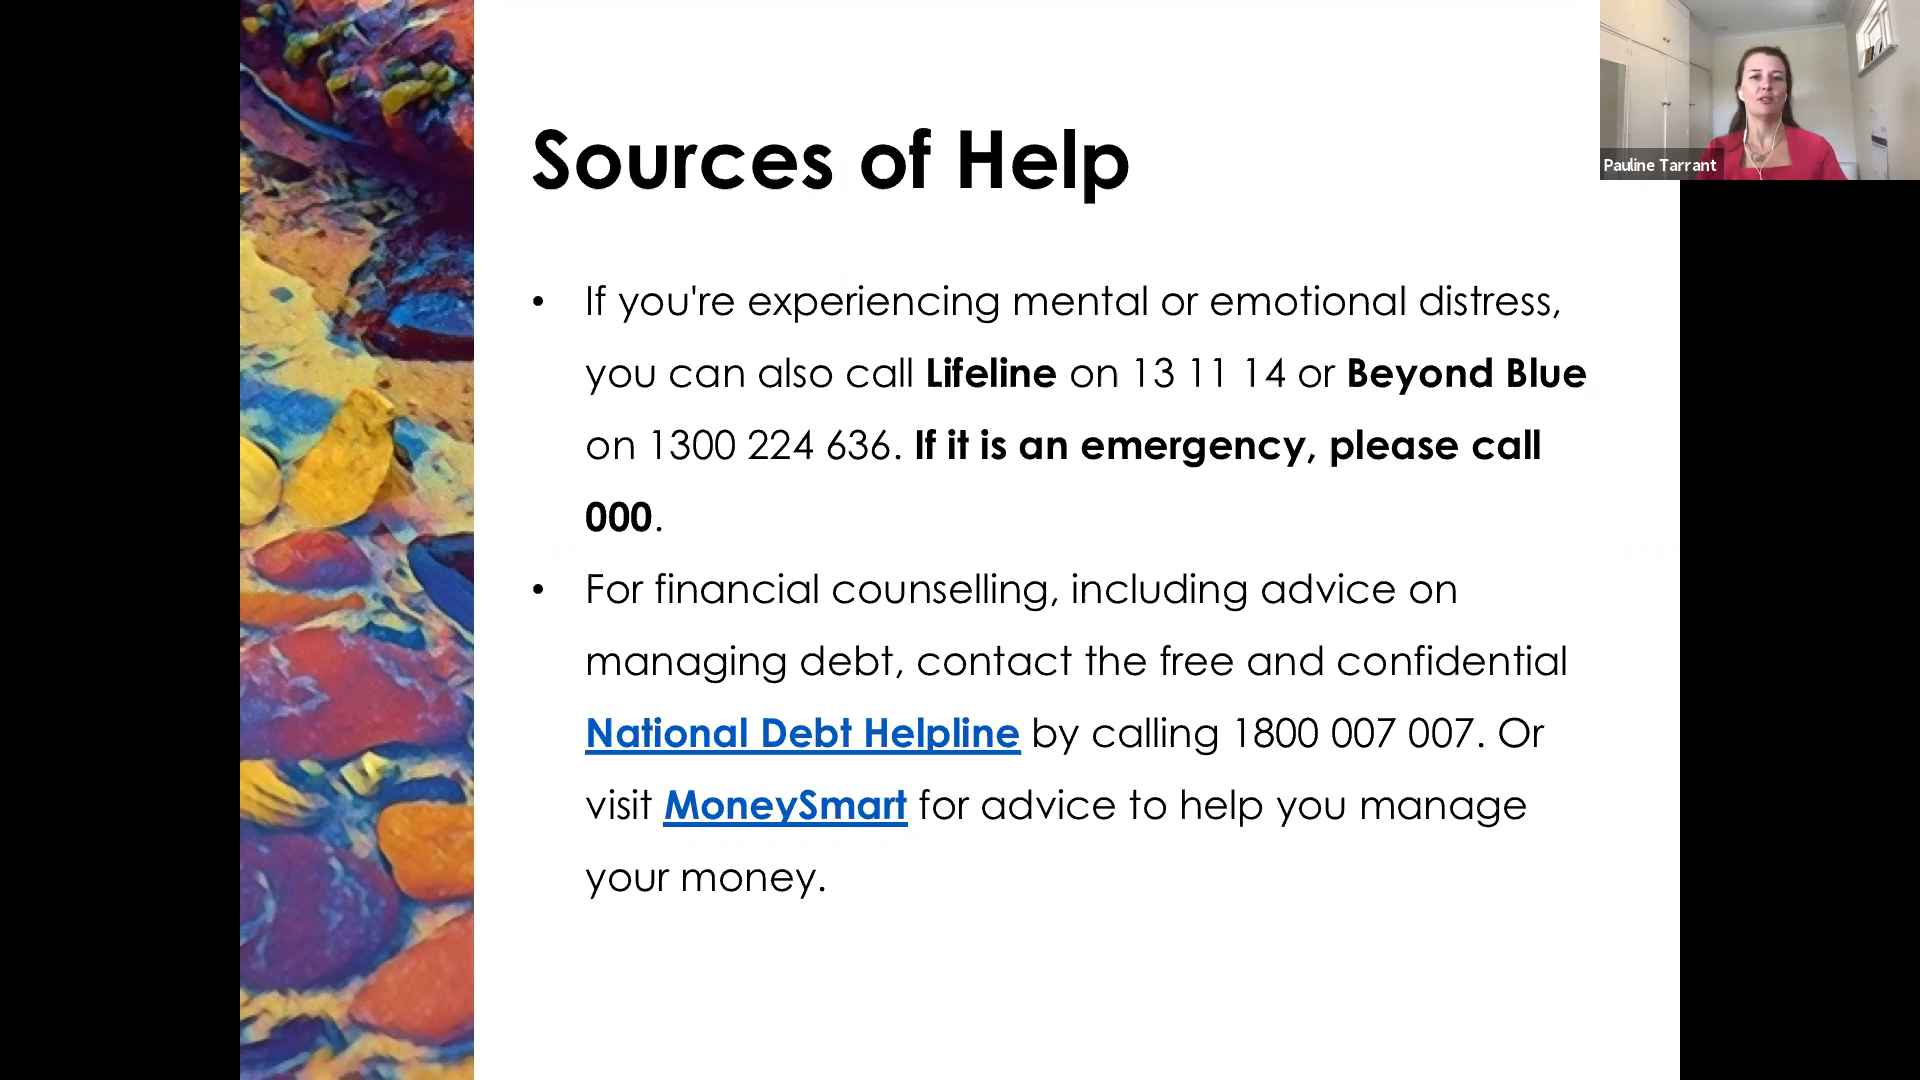 Sources of Help
• If you're experiencing mental or emotional distress,
you can also call Lifeline on 13 11 14 or Beyond Blue
on 1300 224 636. If it is an emergency, please call
000.
• For financial counselling, including advice on
managing debt, contact the free and confidential
National Debt Helpline by calling 1800 007 007. Or
visit MoneySmart for advice to help you manage
your money.
Pauline Tarrant